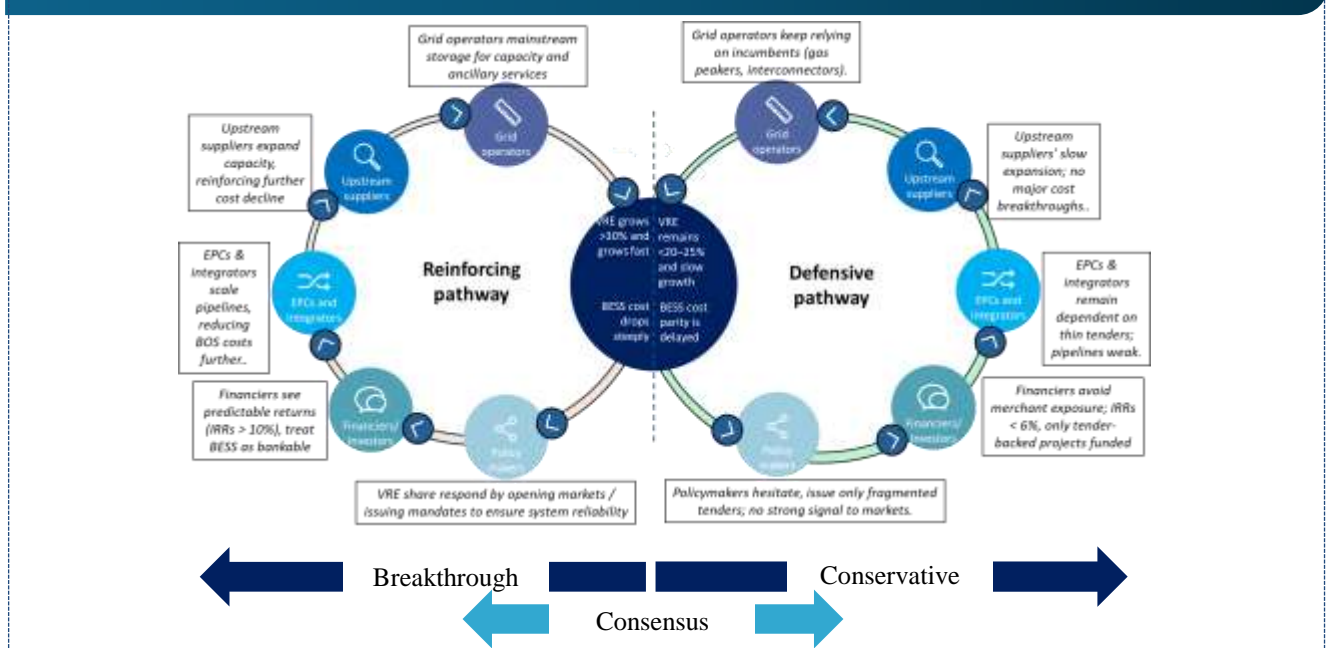 Grid operators mainstream
storage for capacity and
ancillary services
Grid operators keep relying
on incumbents (gas
peakers, interconnectors).
Upstream
suppliers expand
capacity,
reinforcing further
cost decline
Upstream
suppliers
Grid
operators
Grid
operators
Upstream
suppliers
Upstream
suppliers' slow
expansion; no
major cost
breakthroughs..
EPCs &
integrators
scale
pipelines,
reducing
BOS costs
further..
EPCs and
integrators
Reinforcing
pathway
VRE grows
>30% and
grows fast
BESS cost
drops
steeply
VRE
remains
<20–25%
and slow
growth
BESS cost
parity is
delayed
Defensive
pathway
EPCs and
integrators
EPCs &
integrators
remain
dependent on
thin tenders;
pipelines weak.
Financiers see
predictable returns
(IRRs > 10%), treat
BESS as bankable
Financiers/
investors
Policy
makers
Policy
makers
Financiers/
investors
Financiers avoid
merchant exposure; IRRs
< 6%, only tender-
backed projects funded
VRE share respond by opening markets /
issuing mandates to ensure system reliability
Policymakers hesitate, issue only fragmented
tenders; no strong signal to markets.
Breakthrough
Conservative
Consensus